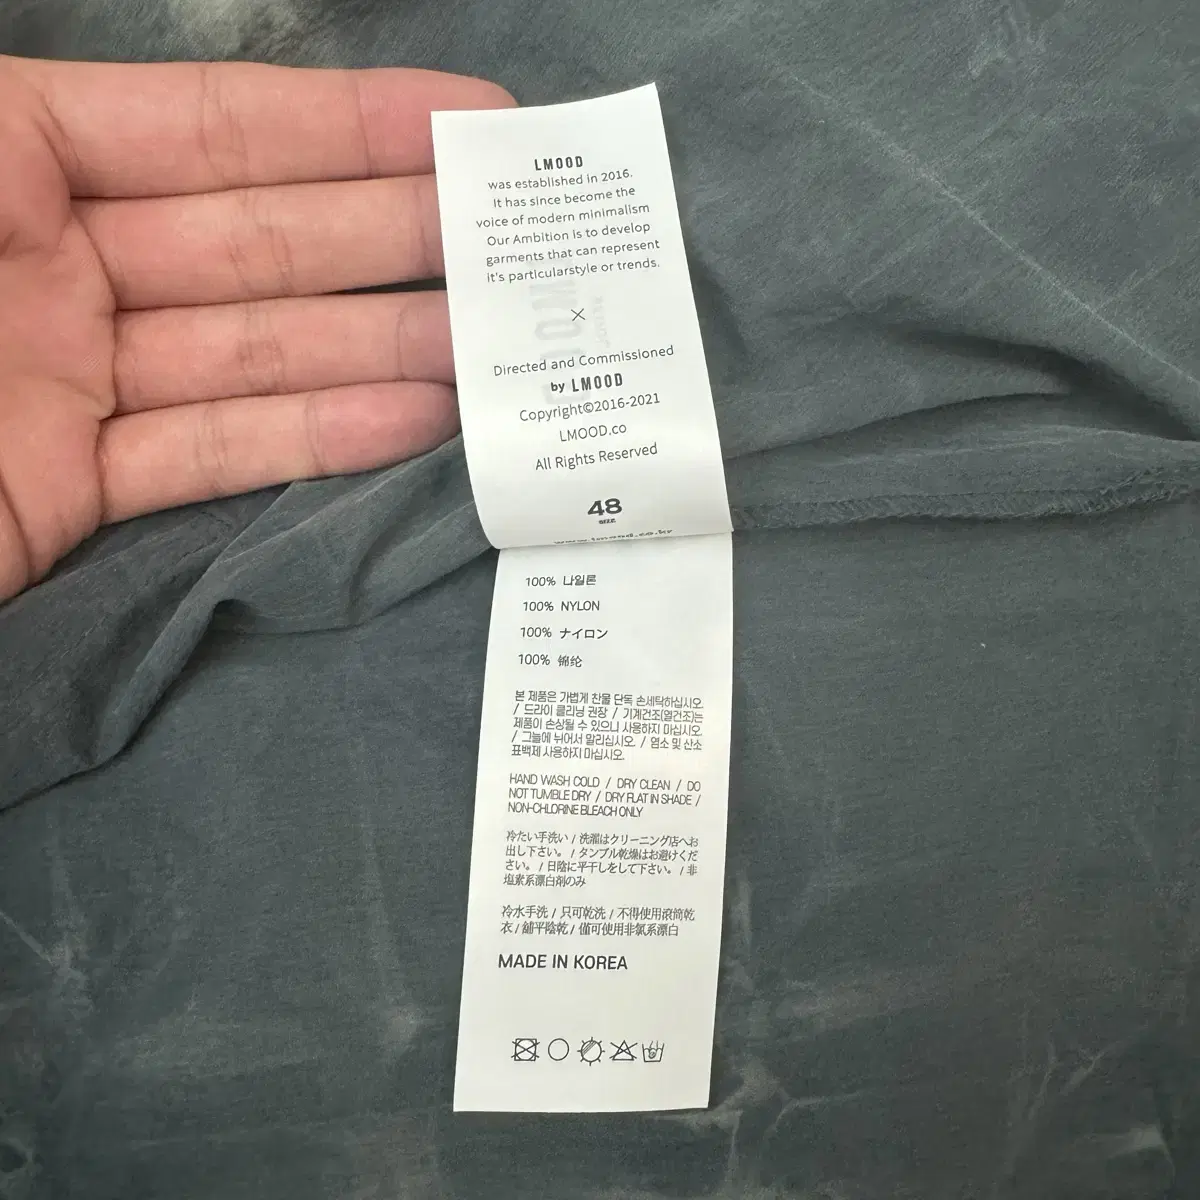 LMOOD
was established in 2016.
It has since become the
voice of modern minimalism
Our Ambition is to develop
garments that can represent
it's particularstyle or trends.
×
Directed and Commissioned
by LMOOD
Copyright©2016-2021
LMOOD.co
All Rights Reserved
48
SIZE
www.lmood.co.kr
100% 나일론
100% NYLON
100% ナイロン
100% 锦纶
본 제품은 가볍게 찬물 단독 손세탁하십시오.
/ 드라이 클리닝 권장 / 기계건조(열건조)는
제품이 손상될 수 있으니 사용하지 마십시오.
/ 그늘에 뉘어서 말리십시오. / 염소 및 산소
표백제 사용하지 마십시오.
HAND WASH COLD / DRY CLEAN / DO
NOT TUMBLE DRY / DRY FLAT IN SHADE /
NON-CHLORINE BLEACH ONLY
冷たい手洗い / 洗濯はクリーニング店へお
出し下さい。 / タンブル乾燥はお避けくだ
さい。 / 日陰に平干しをして下さい。 / 非
塩素系漂白剤のみ
冷水手洗 / 只可乾洗 / 不得使用滾筒乾
衣 / 舖平陰乾 / 僅可使用非氯系漂白
MADE IN KOREA